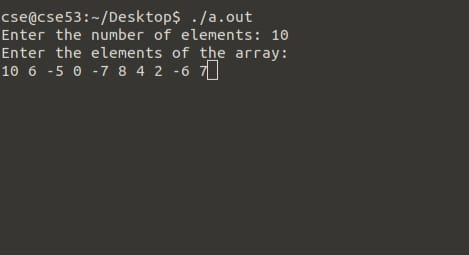 cse@cse53:~/Desktop$ ./a.out
Enter the number of elements: 10
Enter the elements of the array:
10 6 -5 0 -7 8 4 2 -6 7